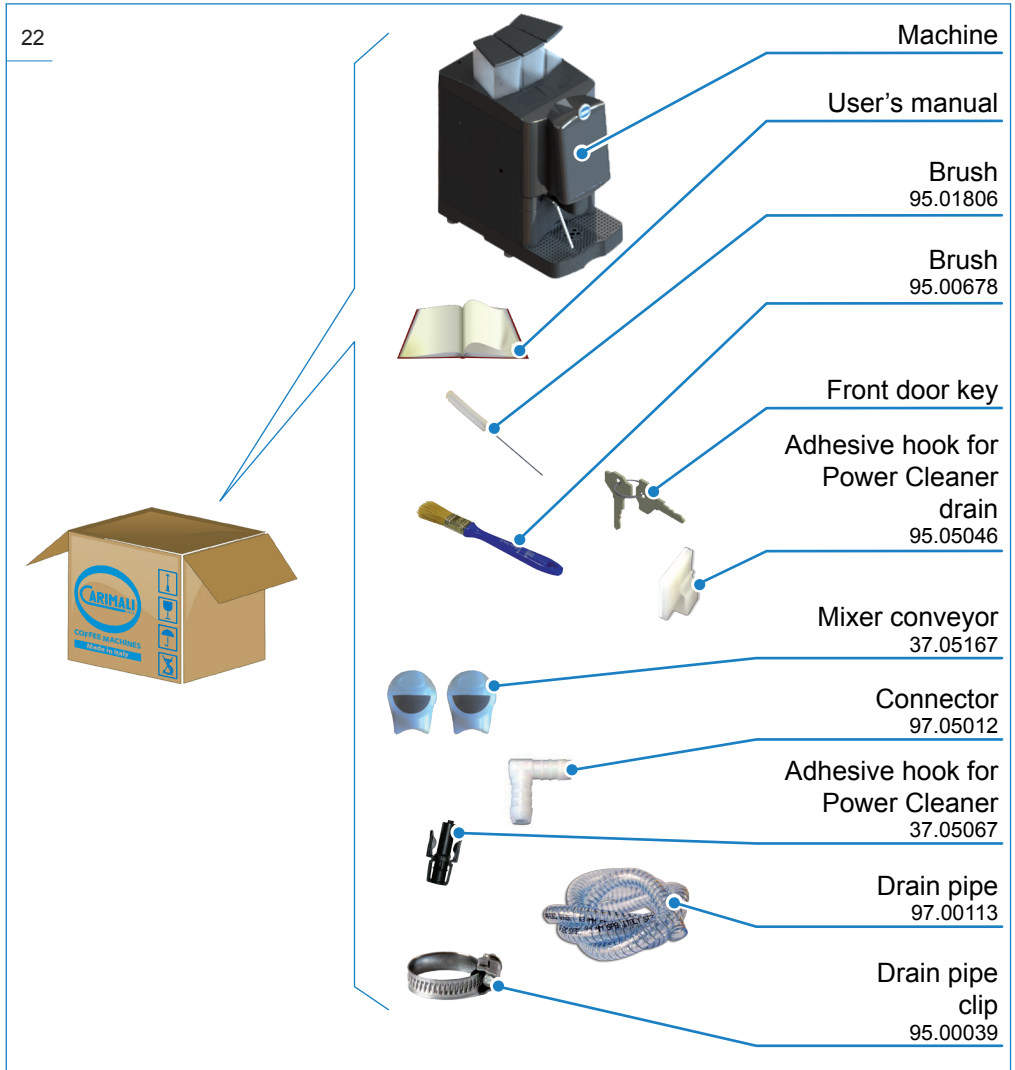 22
Machine
User's manual
Brush
95.01806
Brush
95.00678
Front door key
Adhesive hook for
Power Cleaner
drain
95.05046
CARIMALI
COFFEE MACHINES
Made in Italy
Mixer conveyor
37.05167
Connector
97.05012
Adhesive hook for
Power Cleaner
37.05067
Drain pipe
97.00113
Drain pipe
clip
95.00039